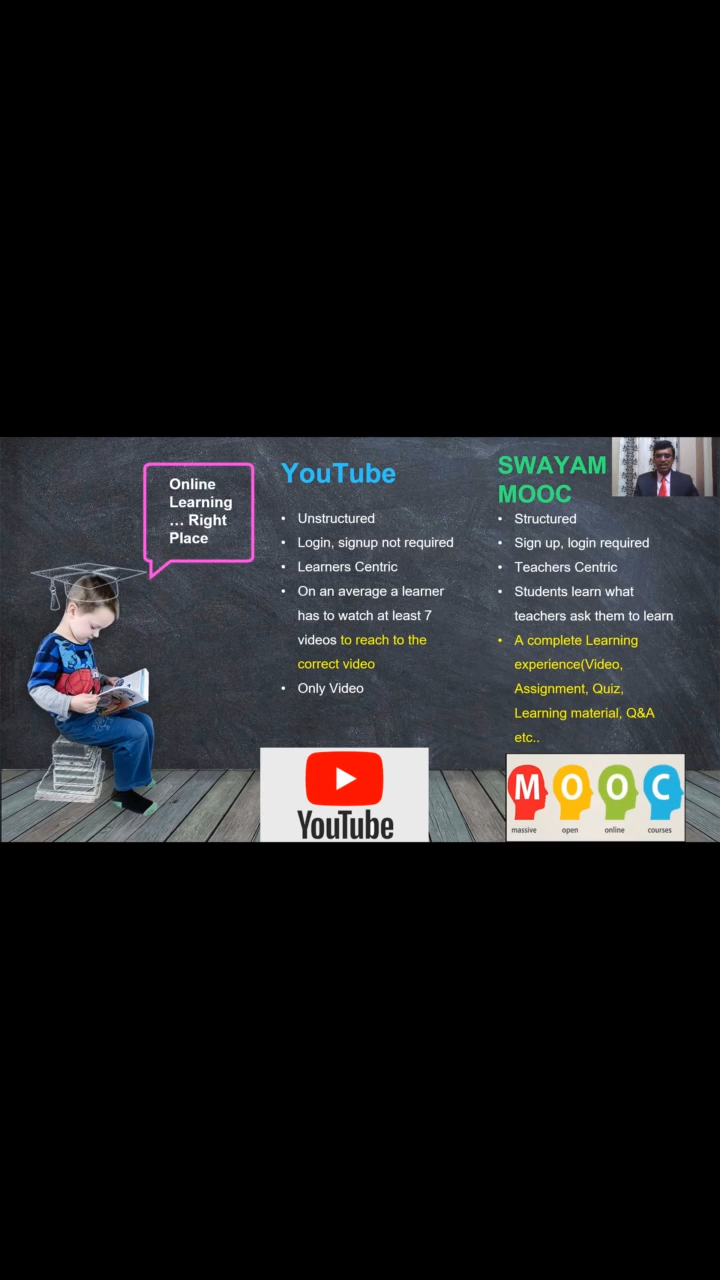 Online
Learning
... Right
Place
YouTube
• Unstructured
• Login, signup not required
• Learners Centric
• On an average a learner
has to watch at least 7
videos to reach to the
correct video
• Only Video
YouTube
SWAYAM
MOOC
• Structured
• Sign up, login required
• Teachers Centric
• Students learn what
teachers ask them to learn
• A complete Learning
experience(Video,
Assignment, Quiz,
Learning material, Q&A
etc..
M O O C
massive open online courses